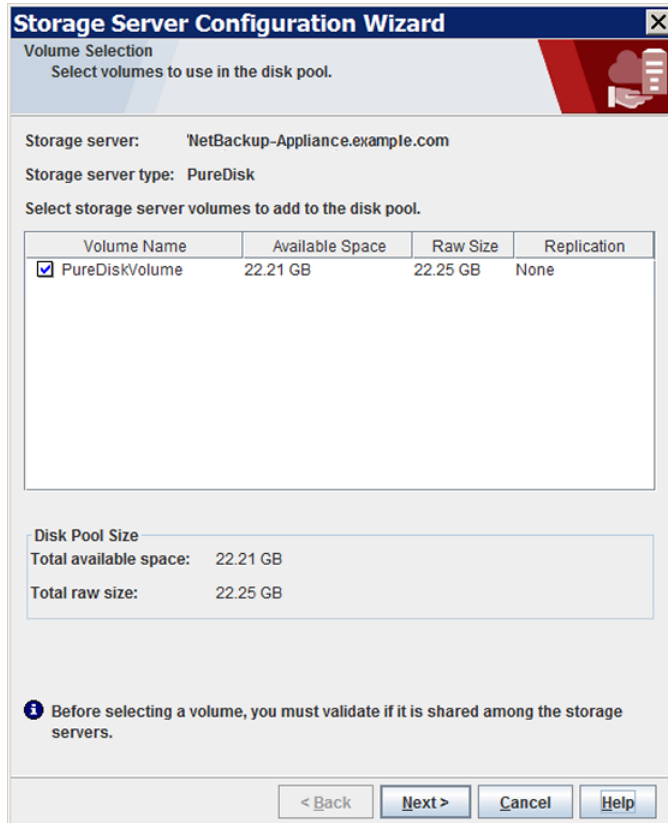 Storage Server Configuration Wizard
Volume Selection
Select volumes to use in the disk pool.
Storage server: 'NetBackup-Appliance.example.com
Storage server type: PureDisk
Select storage server volumes to add to the disk pool.
Volume Name Available Space Raw Size Replication
PureDiskVolume 22.21 GB 22.25 GB None
Disk Pool Size
Total available space: 22.21 GB
Total raw size: 22.25 GB
Before selecting a volume, you must validate if it is shared among the storage
servers.
< Back Next > Cancel Help